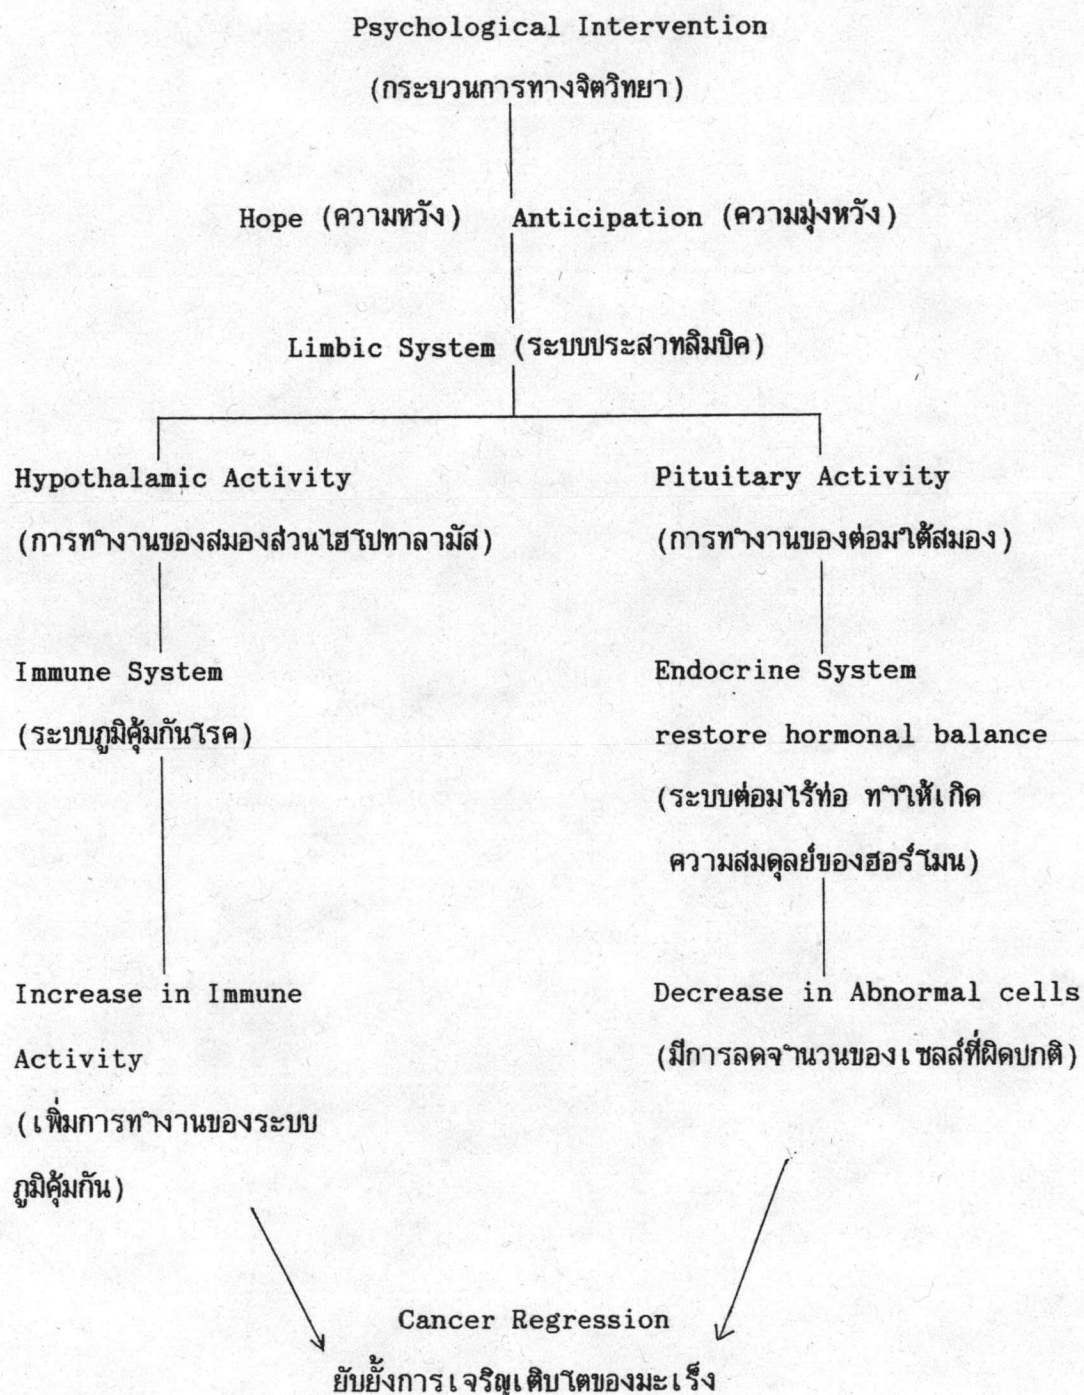 Psychological Intervention
(กระบวนการทางจิตวิทยา)
Hope (ความหวัง) Anticipation (ความมุ่งหวัง)
Limbic System (ระบบประสาทลิมบิค)
Hypothalamic Activity
(การทำงานของสมองส่วนไฮโปทาลามัส)
Pituitary Activity
(การทำงานของต่อมใต้สมอง)
Immune System
(ระบบภูมิคุ้มกันโรค)
Endocrine System
restore hormonal balance
(ระบบต่อมไร้ท่อ ทำให้เกิด
ความสมดุลย์ของฮอร์โมน)
Increase in Immune
Activity
(เพิ่มการทำงานของระบบ
ภูมิคุ้มกัน)
Decrease in Abnormal cells
(มีการลดจำนวนของเซลล์ที่ผิดปกติ)
Cancer Regression
ยับยั้งการเจริญเติบโตของมะเร็ง